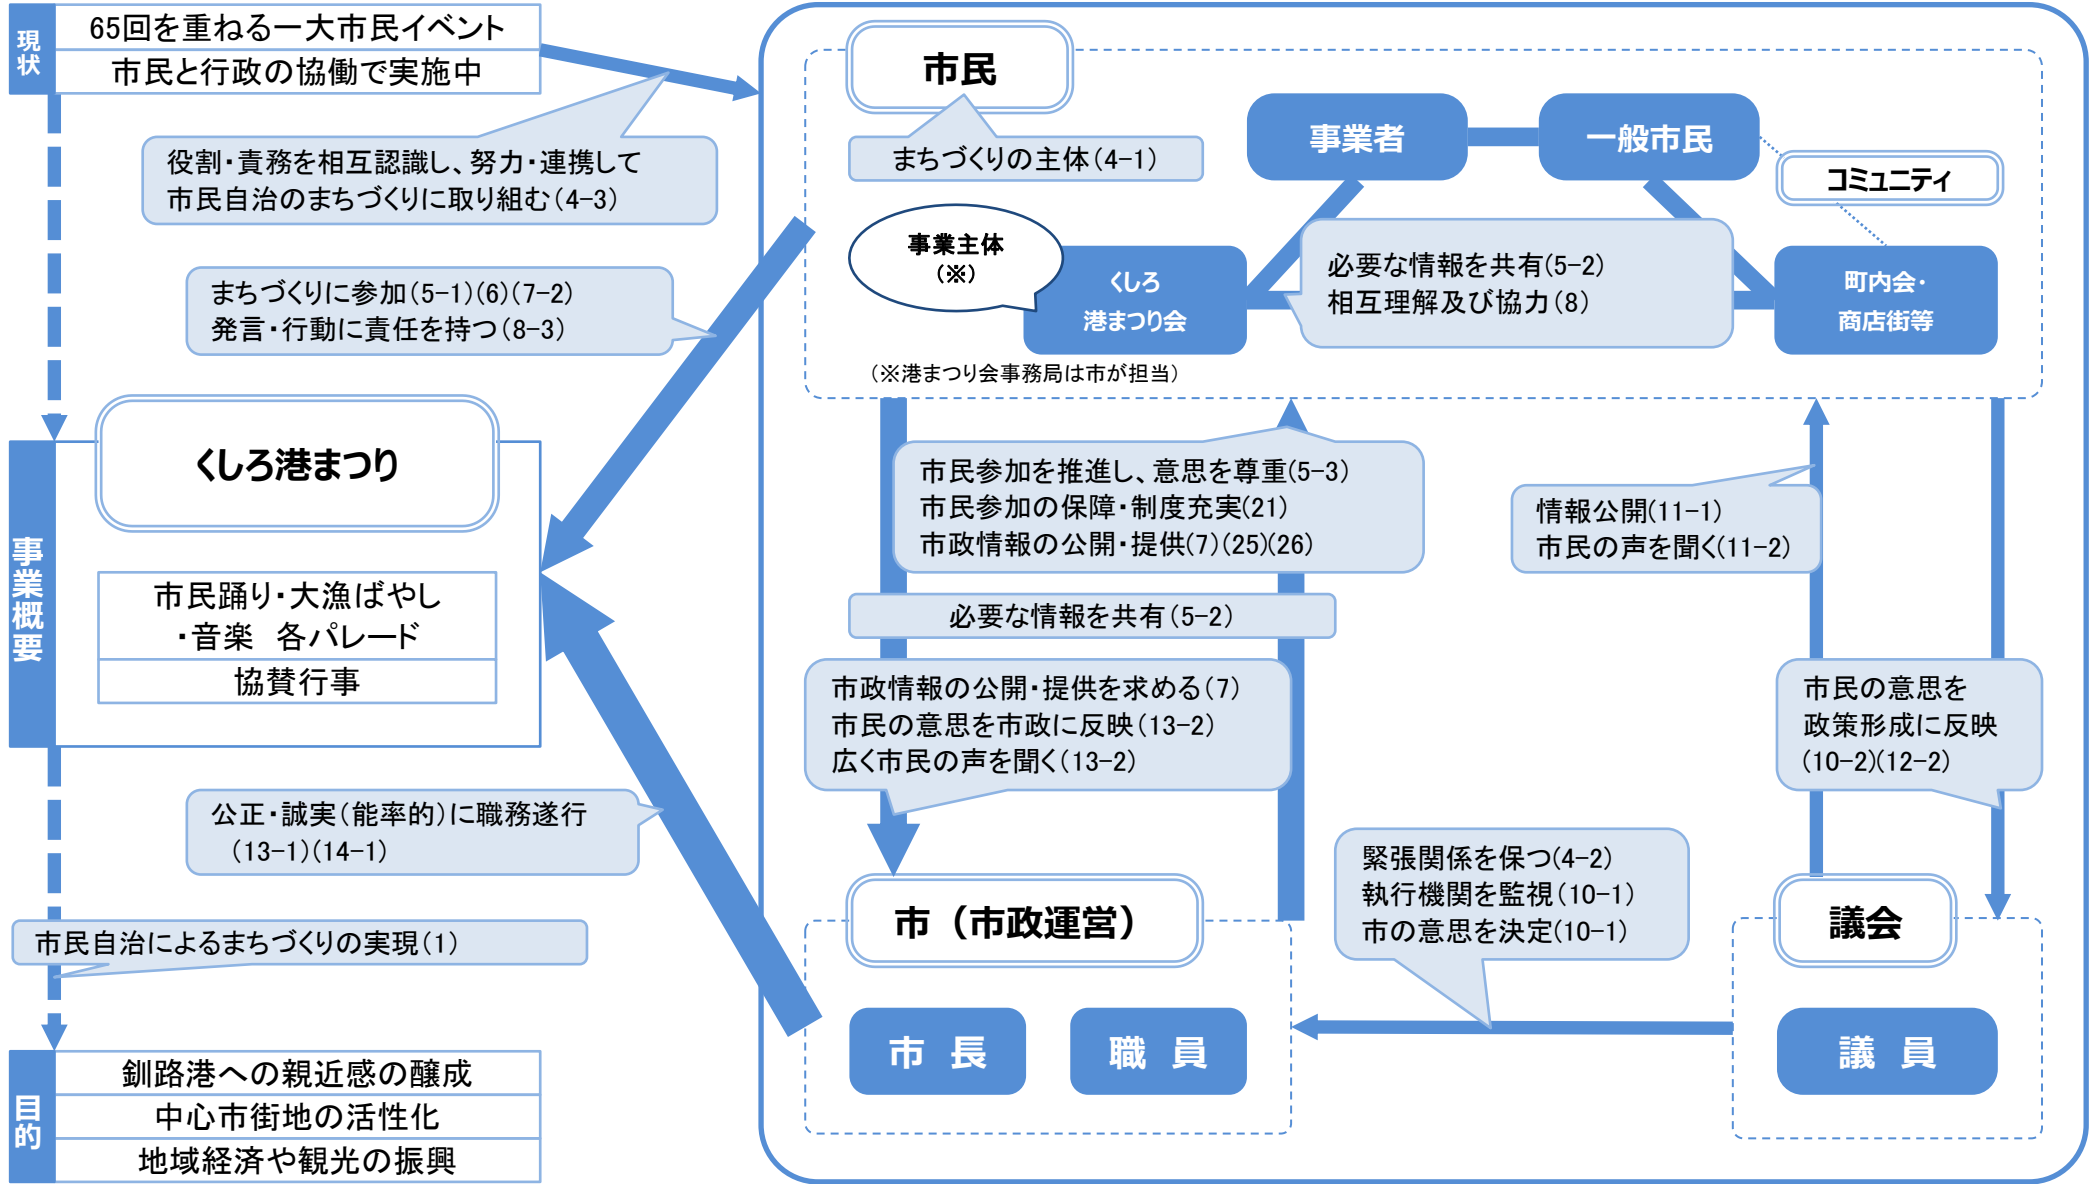 現状
65回を重ねる一大市民イベント
市民と行政の協働で実施中
役割・責務を相互認識し、努力・連携して
市民自治のまちづくりに取り組む(4-3)
まちづくりに参加(5-1)(6)(7-2)
発言・行動に責任を持つ(8-3)
事業概要
くしろ港まつり
市民踊り・大漁ばやし
・音楽　各パレード
協賛行事
公正・誠実(能率的)に職務遂行
(13-1)(14-1)
市民自治によるまちづくりの実現(1)
目的
釧路港への親近感の醸成
中心市街地の活性化
地域経済や観光の振興
市民
まちづくりの主体(4-1)
事業者
一般市民
コミュニティ
事業主体
(※)
くしろ
港まつり会
必要な情報を共有(5-2)
相互理解及び協力(8)
町内会・
商店街等
(※港まつり会事務局は市が担当)
市民参加を推進し、意思を尊重(5-3)
市民参加の保障・制度充実(21)
市政情報の公開・提供(7)(25)(26)
情報公開(11-1)
市民の声を聞く(11-2)
必要な情報を共有(5-2)
市政情報の公開・提供を求める(7)
市民の意思を市政に反映(13-2)
広く市民の声を聞く(13-2)
市民の意思を
政策形成に反映
(10-2)(12-2)
緊張関係を保つ(4-2)
執行機関を監視(10-1)
市の意思を決定(10-1)
市（市政運営）
市 長
職 員
議会
議 員